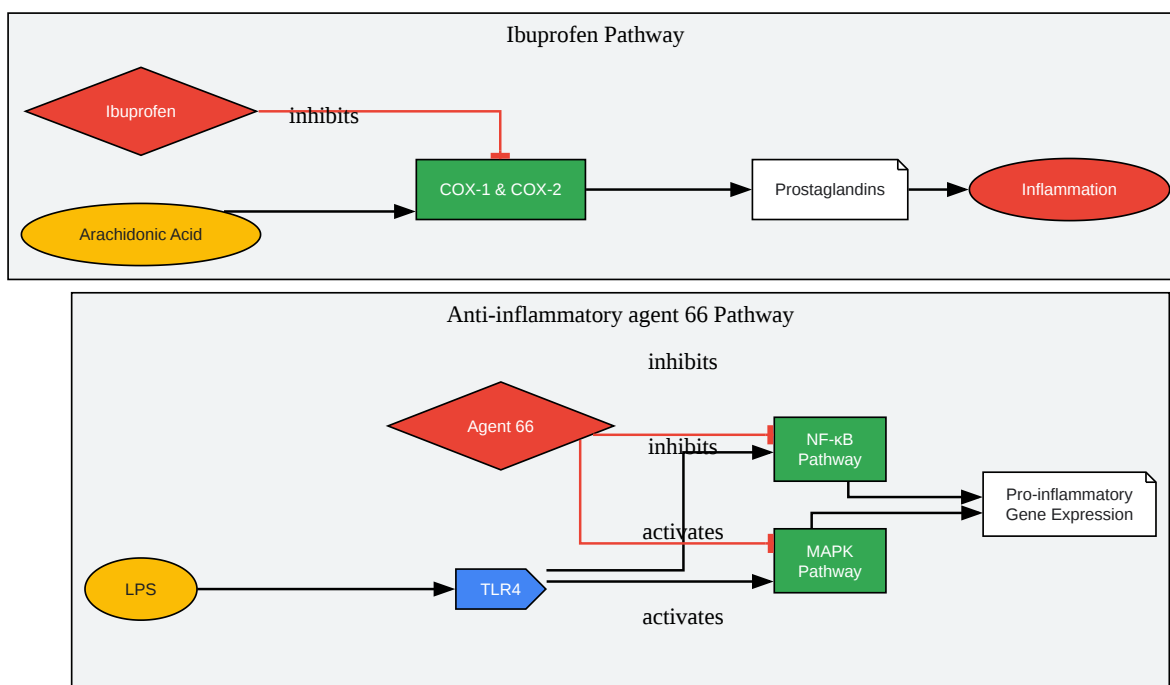 Ibuprofen Pathway
Ibuprofen
inhibits
COX-1 & COX-2
Prostaglandins
Inflammation
Arachidonic Acid
Anti-inflammatory agent 66 Pathway
inhibits
Agent 66
inhibits
NF-κB
Pathway
Pro-inflammatory
Gene Expression
activates
MAPK
Pathway
LPS
TLR4
activates